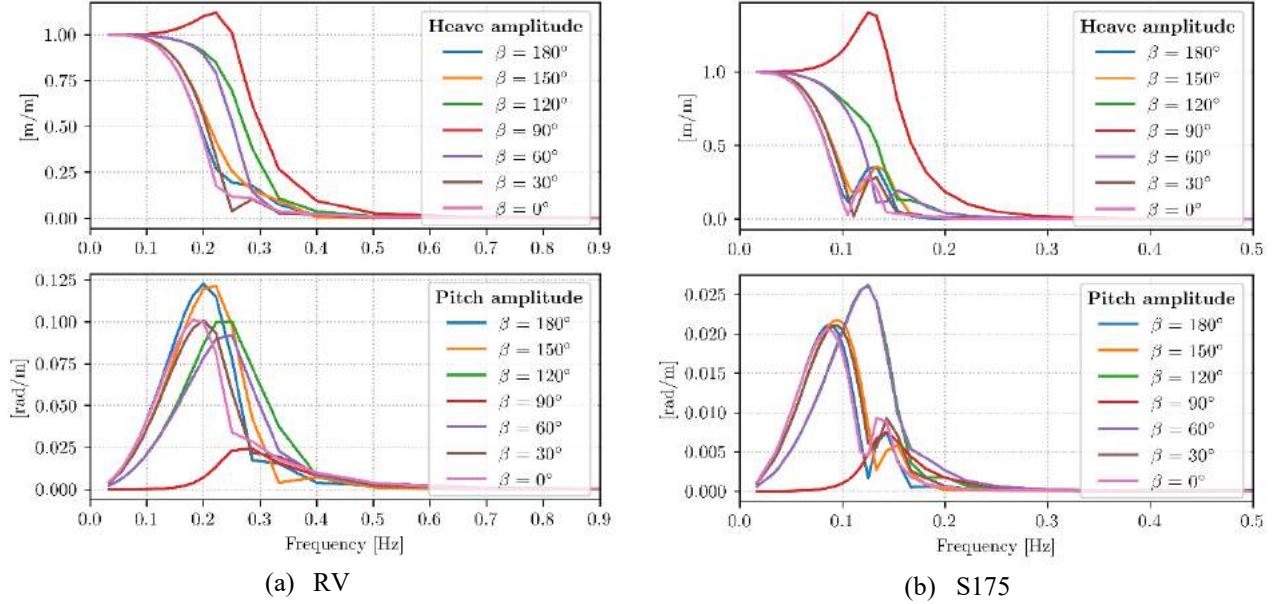 Heave amplitude
β = 180°
β = 150°
β = 120°
β = 90°
β = 60°
β = 30°
β = 0°
[m/m]
1.00
0.75
0.50
0.25
0.00
0.0 0.1 0.2 0.3 0.4 0.5 0.6 0.7 0.8 0.9
Pitch amplitude
β = 180°
β = 150°
β = 120°
β = 90°
β = 60°
β = 30°
β = 0°
[rad/m]
0.125
0.100
0.075
0.050
0.025
0.000
0.0 0.1 0.2 0.3 0.4 0.5 0.6 0.7 0.8 0.9
Frequency [Hz]
(a) RV
Heave amplitude
β = 180°
β = 150°
β = 120°
β = 90°
β = 60°
β = 30°
β = 0°
[m/m]
1.0
0.5
0.0
0.0 0.1 0.2 0.3 0.4 0.5
Pitch amplitude
β = 180°
β = 150°
β = 120°
β = 90°
β = 60°
β = 30°
β = 0°
[rad/m]
0.025
0.020
0.015
0.010
0.005
0.000
0.0 0.1 0.2 0.3 0.4 0.5
Frequency [Hz]
(b) S175